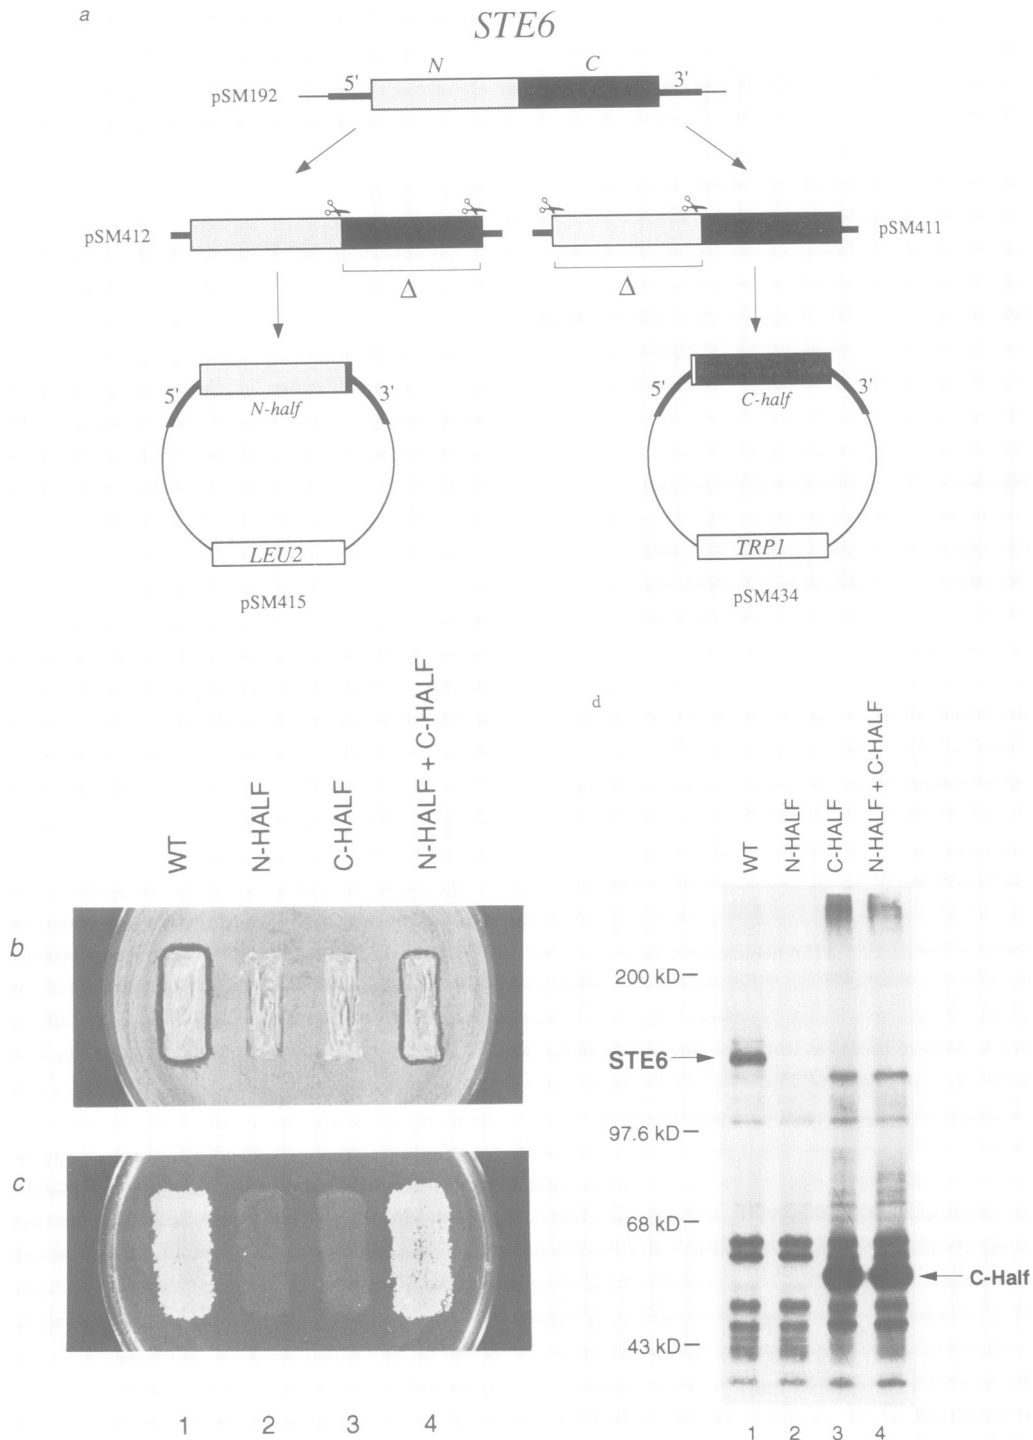 a
STE6
N C
5' 3'
pSM192
pSM412 pSM411
Δ Δ
5' 3' 5' 3'
N-half C-half
LEU2 TRP1
pSM415 pSM434
WT
N-HALF
C-HALF
N-HALF + C-HALF
b
c
1 2 3 4
d
WT
N-HALF
C-HALF
N-HALF + C-HALF
200 kD
STE6
97.6 kD
68 kD
C-Half
43 kD
1 2 3 4